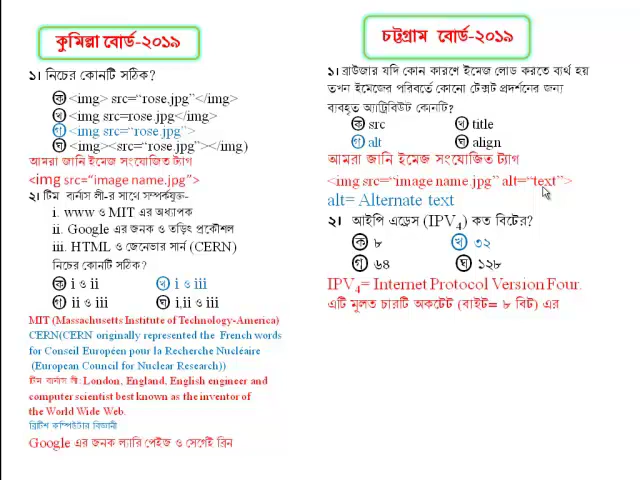 কুমিল্লা বোর্ড-২০১৯
১। নিচের কোনটি সঠিক?
ক <img> src="rose.jpg"</img>
খ <img src=rose.jpg</img>
গ <img src="rose.jpg">
ঘ <img><src="rose.jpg"></img)
আমরা জানি ইমেজ সংযোজিত ট্যাগ
<img src="image name.jpg">
২। টিম বার্নাস লী-র সাথে সম্পর্কযুক্ত-
i. www ও MIT এর অধ্যাপক
ii. Google এর জনক ও তড়িৎ প্রকৌশল
iii. HTML ও জেনেভার সার্ন (CERN)
নিচের কোনটি সঠিক?
ক i ও ii খ i ও iii
গ ii ও iii ঘ i,ii ও iii
MIT (Massachusetts Institute of Technology-America)
CERN(CERN originally represented the French words
for Conseil Européen pour la Recherche Nucléaire
(European Council for Nuclear Research))
টিম বার্নাস লী: London, England, English engineer and
computer scientist best known as the inventor of
the World Wide Web.
ব্রিটিশ কম্পিউটার বিজ্ঞানী
Google এর জনক ল্যারি পেইজ ও সের্গেই ব্রিন
চট্টগ্রাম বোর্ড-২০১৯
১। ব্রাউজার যদি কোন কারণে ইমেজ লোড করতে ব্যর্থ হয়
তখন ইমেজের পরিবর্তে কোনো টেক্সট প্রদর্শনের জন্য
ব্যবহৃত অ্যাট্রিবিউট কোনটি?
ক src খ title
গ alt ঘ align
আমরা জানি ইমেজ সংযোজিত ট্যাগ
<img src="image name.jpg" alt="text">
alt= Alternate text
২। আইপি এড্রেস (IPV4) কত বিটের?
ক ৮ খ ৩২
গ ৬৪ ঘ ১২৮
IPV4= Internet Protocol Version Four.
এটি মূলত চারটি অকটেট (বাইট= ৮ বিট) এর